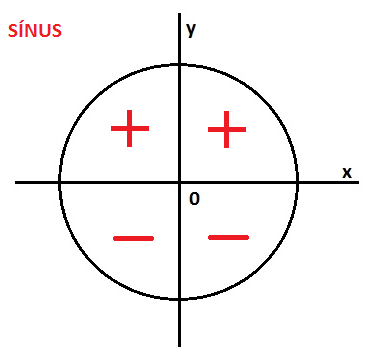 SÍNUS
y
+ +
x
0
— —